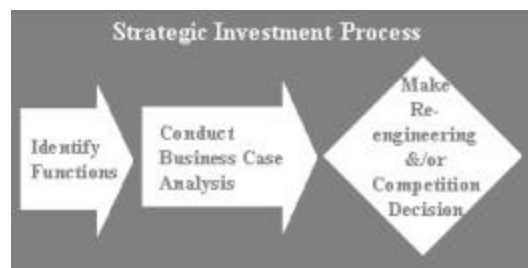 Strategic Investment Process
Identify
Functions
Conduct
Business Case
Analysis
Make
Re-
engineering
&/or
Competition
Decision